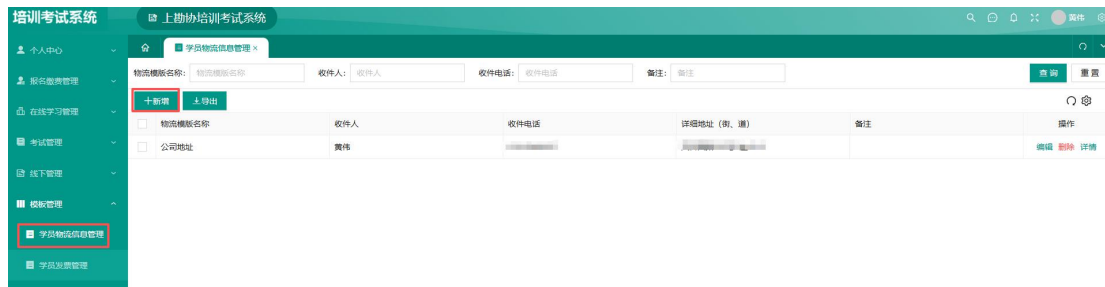 培训考试系统 上勘协培训考试系统 黄伟
个人中心 学员物流信息管理 ×
物流模版名称: 物流模版名称 收件人: 收件人 收件电话: 收件电话 备注: 备注 查询 重置
报名缴费管理
+新增 导出
在线学习管理
物流模版名称 收件人 收件电话 详细地址（街、道） 备注 操作
考试管理
公司地址 黄伟 编辑 删除 详情
线下管理
模板管理
学员物流信息管理
学员发票管理